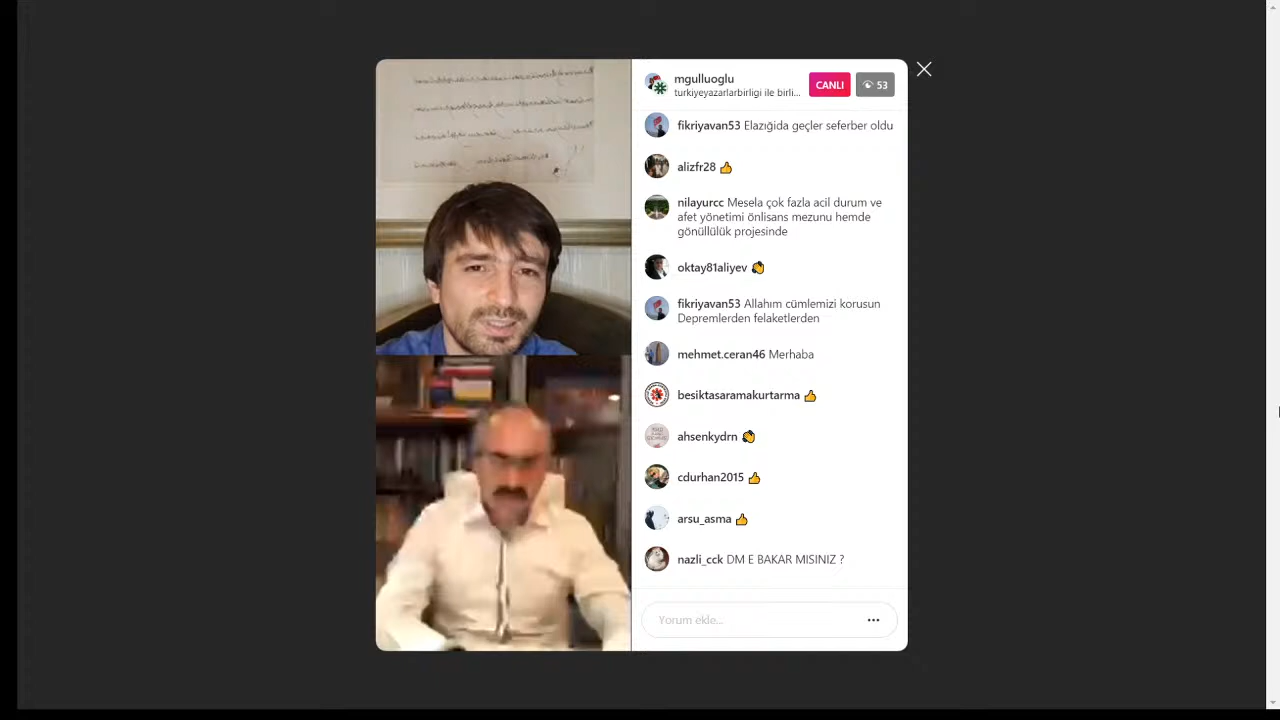 mgulluoglu
turkiyeyazarlarbirligi ile birli...
CANLI
53
fikriyavan53 Elazığıda geçler seferber oldu
alizfr28 👍
nilayurcc Mesela çok fazla acil durum ve
afet yönetimi önlisans mezunu hemde
gönüllülük projesinde
oktay81aliyev 👏
fikriyavan53 Allahım cümlemizi korusun
Depremlerden felaketlerden
mehmet.ceran46 Merhaba
besiktasaramakurtarma 👍
ahsenkydrn 👏
cdurhan2015 👍
arsu_asma 👍
nazli_cck DM E BAKAR MISINIZ ?
Yorum ekle...